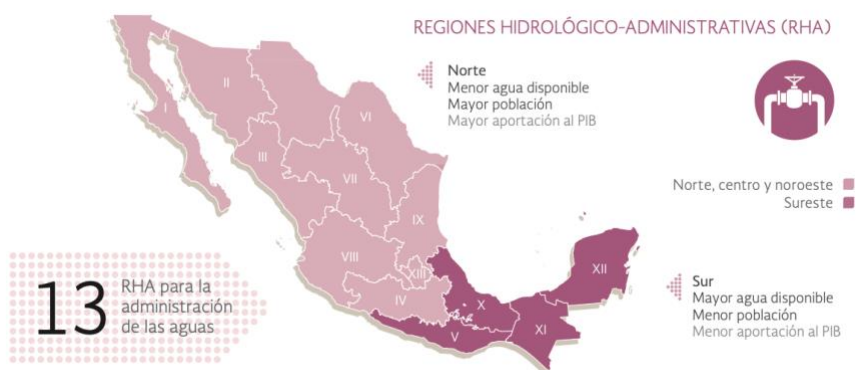 REGIONES HIDROLÓGICO-ADMINISTRATIVAS (RHA)
Norte
Menor agua disponible
Mayor población
Mayor aportación al PIB
Norte, centro y noroeste
Sureste
I
II
III
VI
VII
IX
VIII
XIII
IV
X
V
XI
XII
13
RHA para la
administración
de las aguas
Sur
Mayor agua disponible
Menor población
Menor aportación al PIB